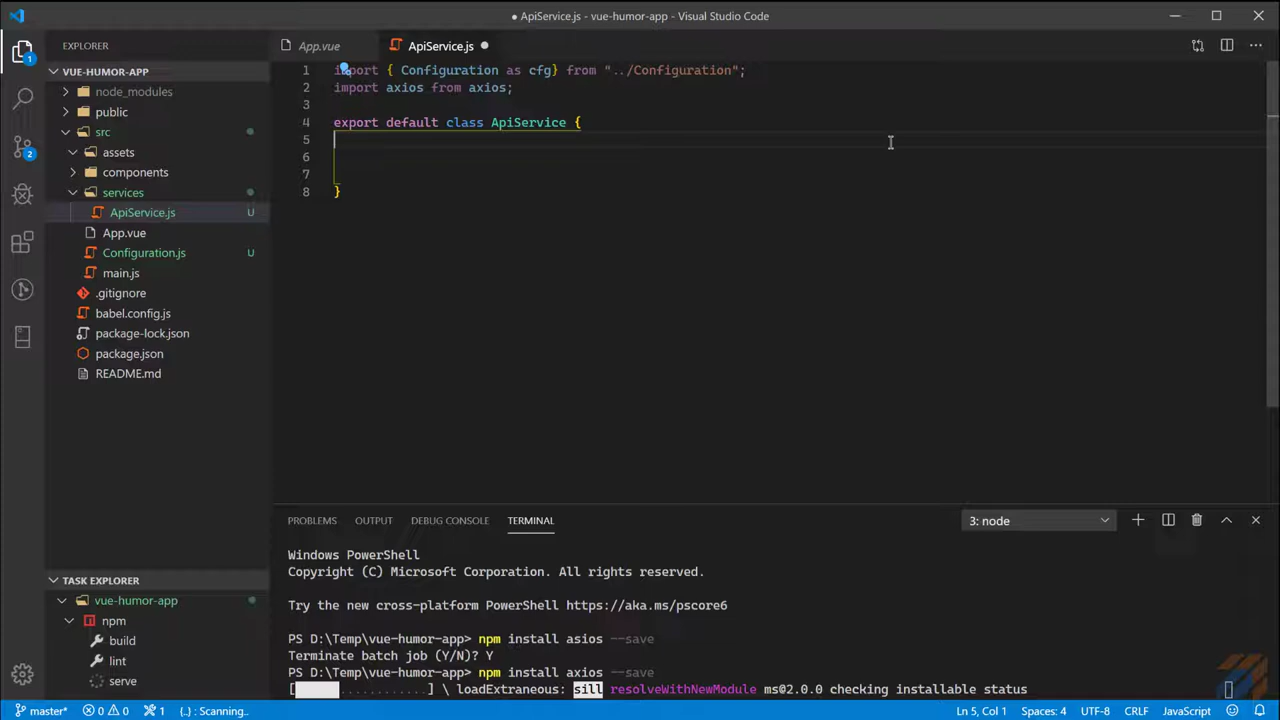 ApiService.js - vue-humor-app - Visual Studio Code
EXPLORER
App.vue
ApiService.js
VUE-HUMOR-APP
node_modules
public
src
assets
components
services
ApiService.js U
App.vue
Configuration.js U
main.js
.gitignore
babel.config.js
package-lock.json
package.json
README.md
1
2
1 import { Configuration as cfg} from "../Configuration";
2 import axios from axios;
3
4 export default class ApiService {
5
6
7
8 }
PROBLEMS OUTPUT DEBUG CONSOLE TERMINAL
3: node
Windows PowerShell
Copyright (C) Microsoft Corporation. All rights reserved.
Try the new cross-platform PowerShell https://aka.ms/pscore6
PS D:\Temp\vue-humor-app> npm install asios --save
Terminate batch job (Y/N)? Y
PS D:\Temp\vue-humor-app> npm install axios --save
[ ............] \ loadExtraneous: sill resolveWithNewModule ms@2.0.0 checking installable status
TASK EXPLORER
vue-humor-app
npm
build
lint
serve
master* 0 0 1 {..} : Scanning.. Ln 5, Col 1 Spaces: 4 UTF-8 CRLF JavaScript